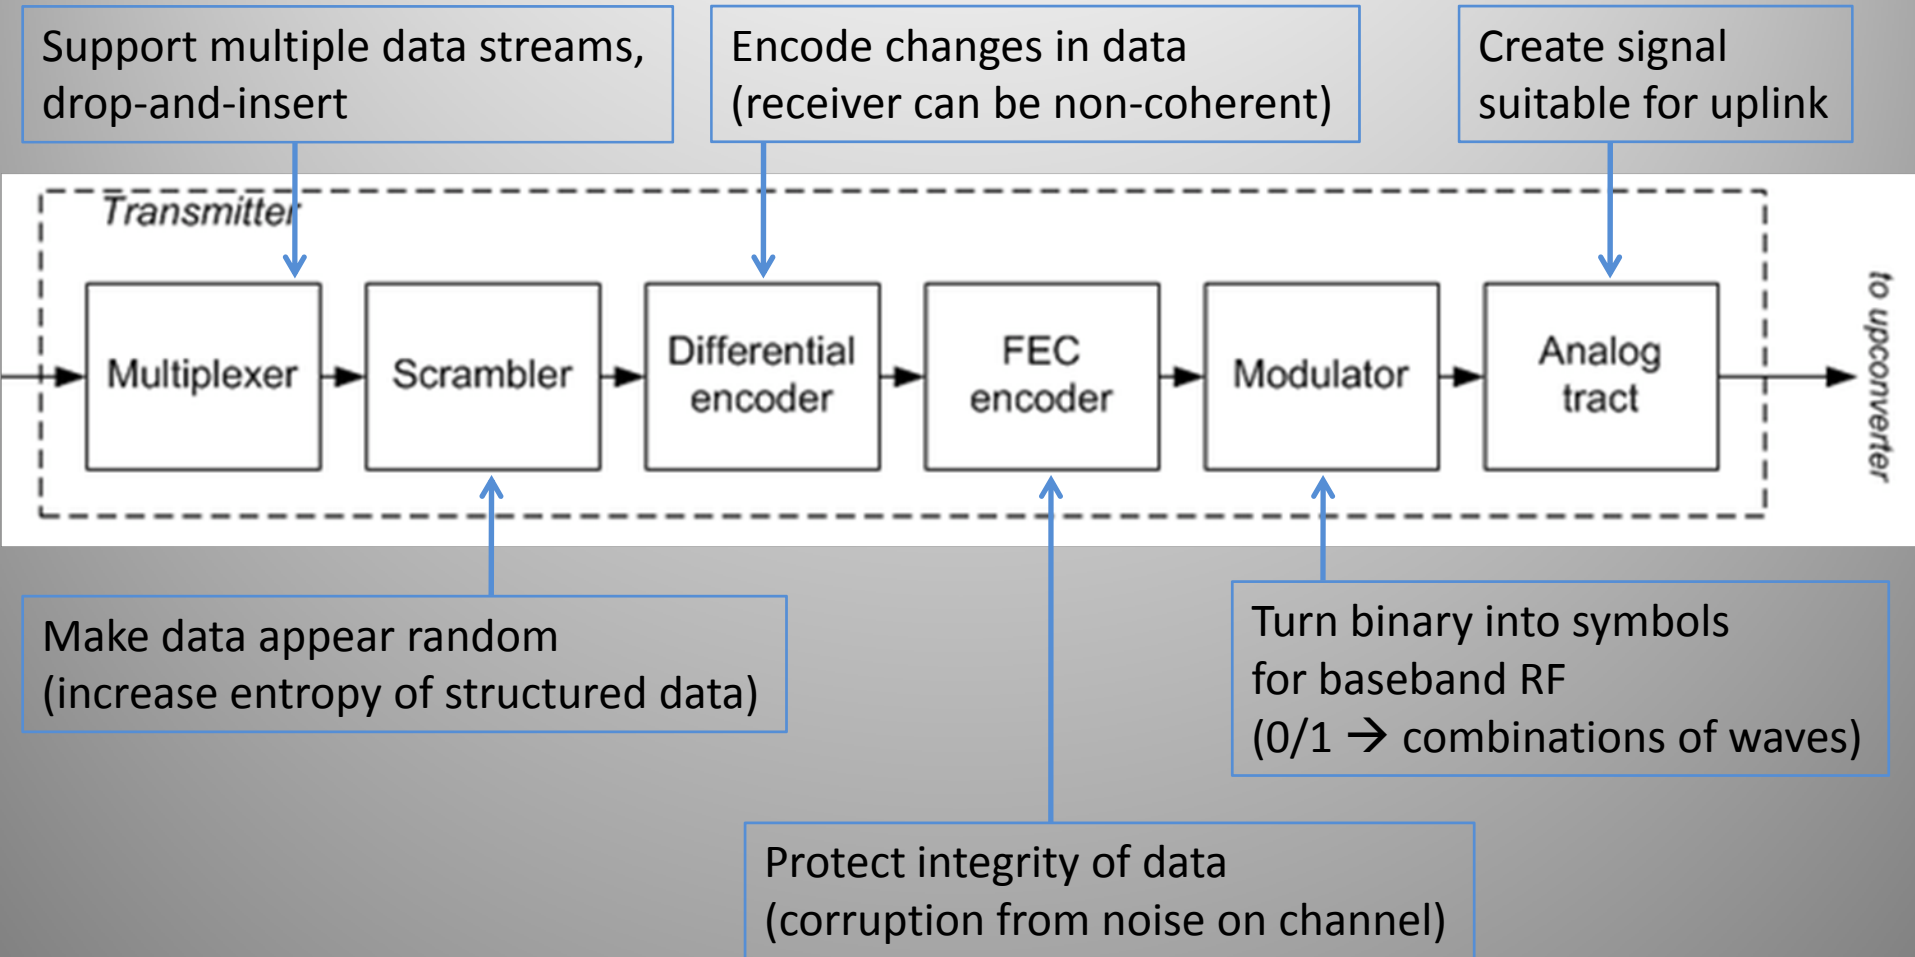 Support multiple data streams,
drop-and-insert
Encode changes in data
(receiver can be non-coherent)
Create signal
suitable for uplink
Transmitter
Multiplexer
Scrambler
Differential
encoder
FEC
encoder
Modulator
Analog
tract
to upconverter
Make data appear random
(increase entropy of structured data)
Turn binary into symbols
for baseband RF
(0/1 → combinations of waves)
Protect integrity of data
(corruption from noise on channel)